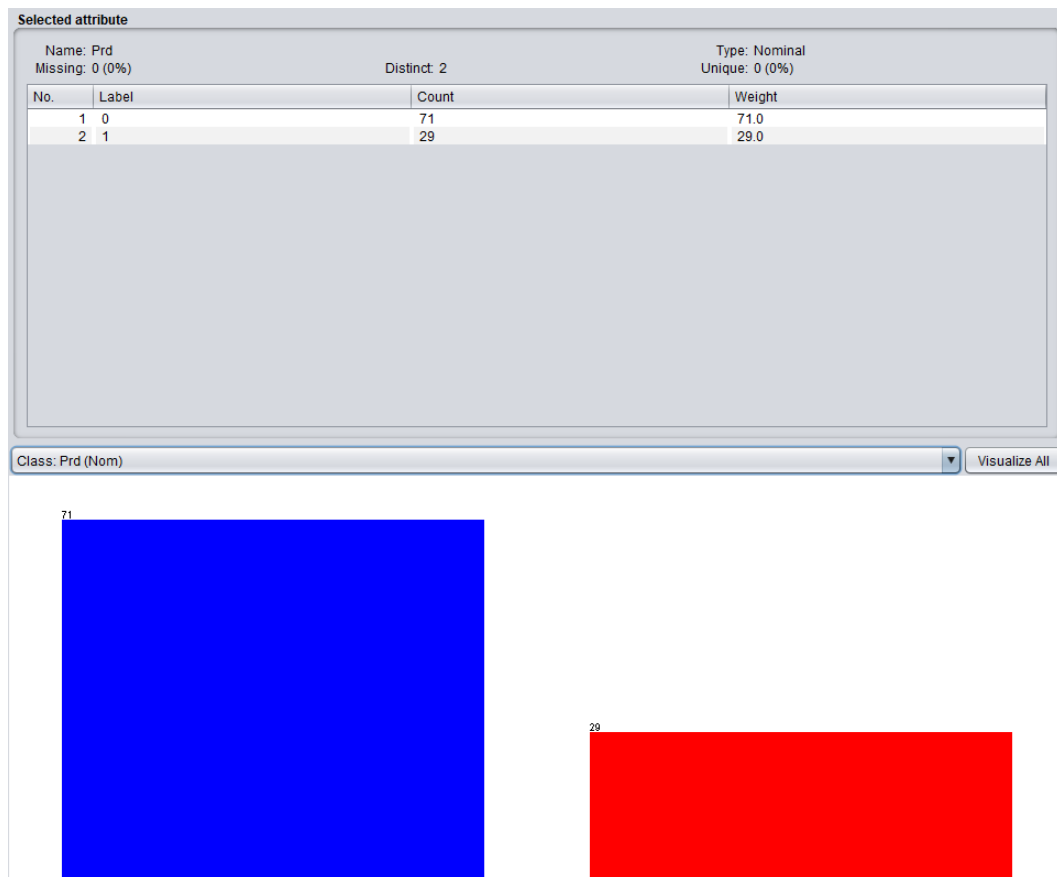 Selected attribute
Name: Prd Type: Nominal
Missing: 0 (0%) Distinct: 2 Unique: 0 (0%)
No. Label Count Weight
1 0 71 71.0
2 1 29 29.0
Class: Prd (Nom) Visualize All
71
29